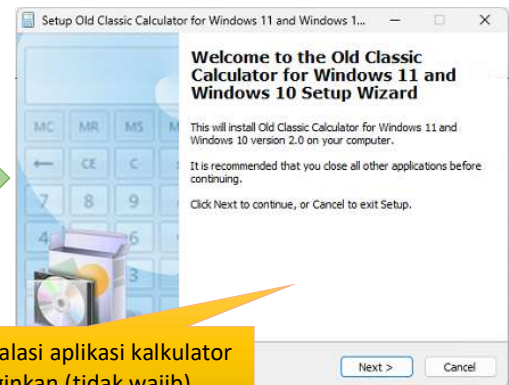 Setup Old Classic Calculator for Windows 11 and Windows 1...
Welcome to the Old Classic
Calculator for Windows 11 and
Windows 10 Setup Wizard
This will install Old Classic Calculator for Windows 11 and
Windows 10 version 2.0 on your computer.
It is recommended that you close all other applications before
continuing.
Click Next to continue, or Cancel to exit Setup.
MC MR MS
← CE C
7 8 9
4 6
3
aplikasi kalkulator
(tidak wajib)
Next > Cancel